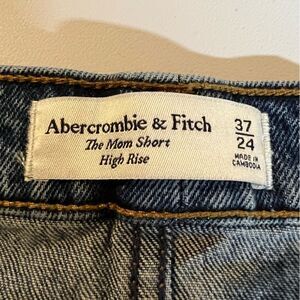 Abercrombie & Fitch
The Mom Short
High Rise
37
24
MADE IN
CAMBODIA